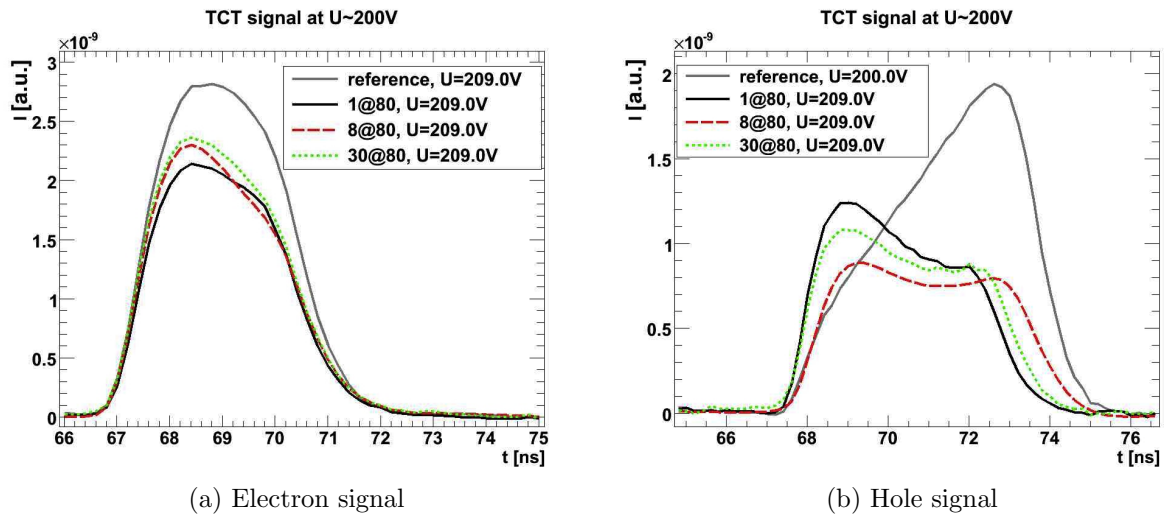 TCT signal at U~200V
×10⁻⁹
I [a.u.]
3
2.5
2
1.5
1
0.5
0
reference, U=209.0V
1@80, U=209.0V
8@80, U=209.0V
30@80, U=209.0V
66 67 68 69 70 71 72 73 74 75
t [ns]
(a) Electron signal
TCT signal at U~200V
×10⁻⁹
I [a.u.]
2
1.5
1
0.5
0
reference, U=200.0V
1@80, U=209.0V
8@80, U=209.0V
30@80, U=209.0V
66 68 70 72 74 76
t [ns]
(b) Hole signal